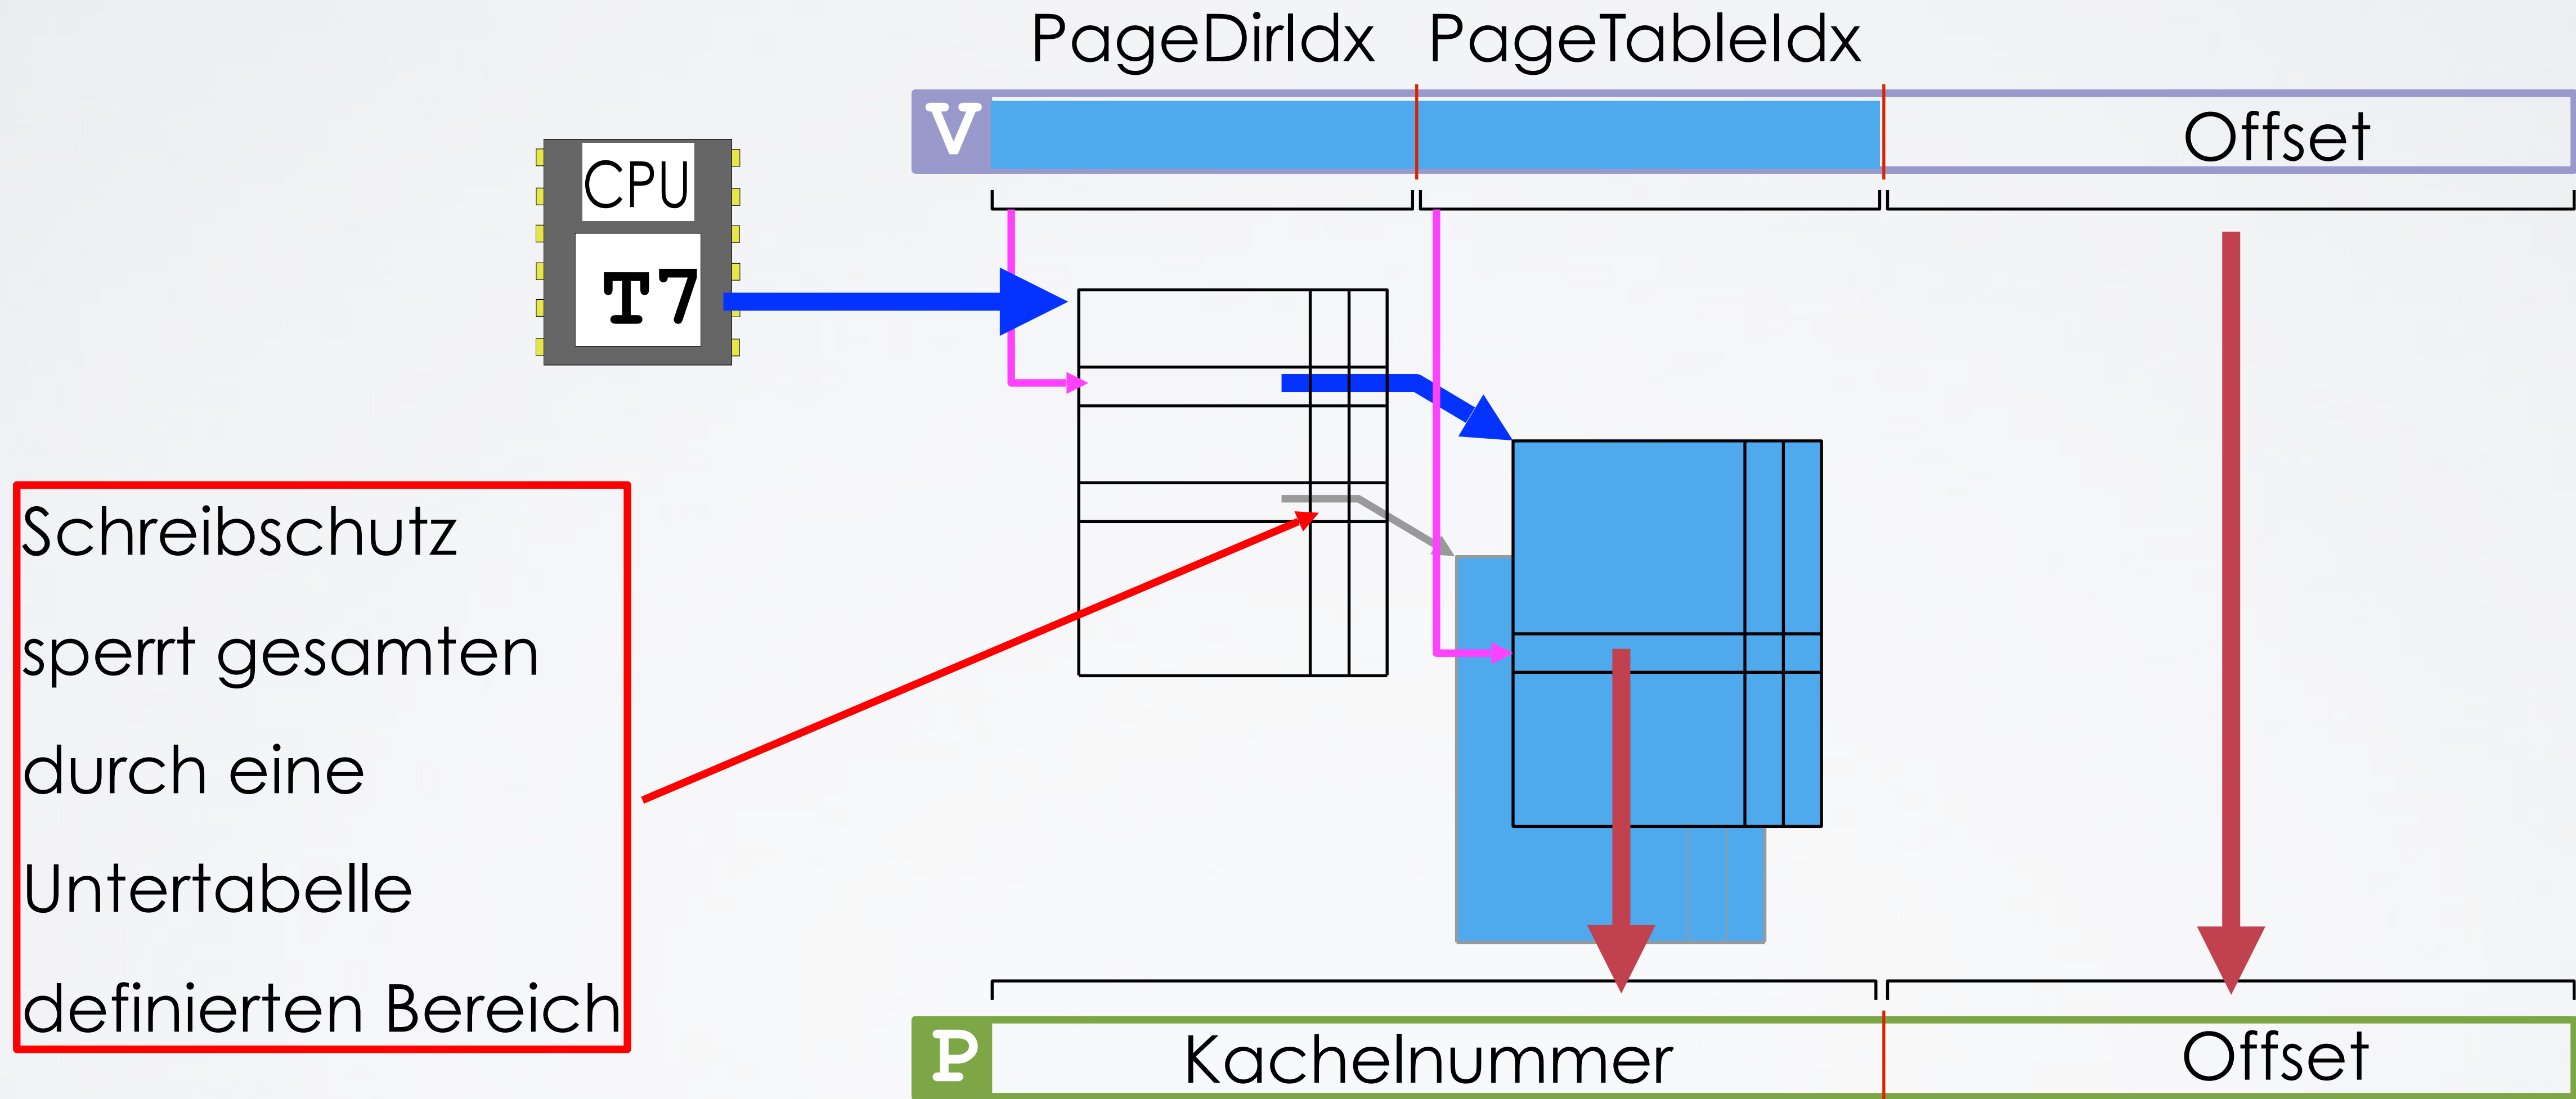 PageDirIdx PageTableIdx
V Offset
CPU
T7
Schreibschutz
sperrt gesamten
durch eine
Untertabelle
definierten Bereich
P Kachelnummer Offset